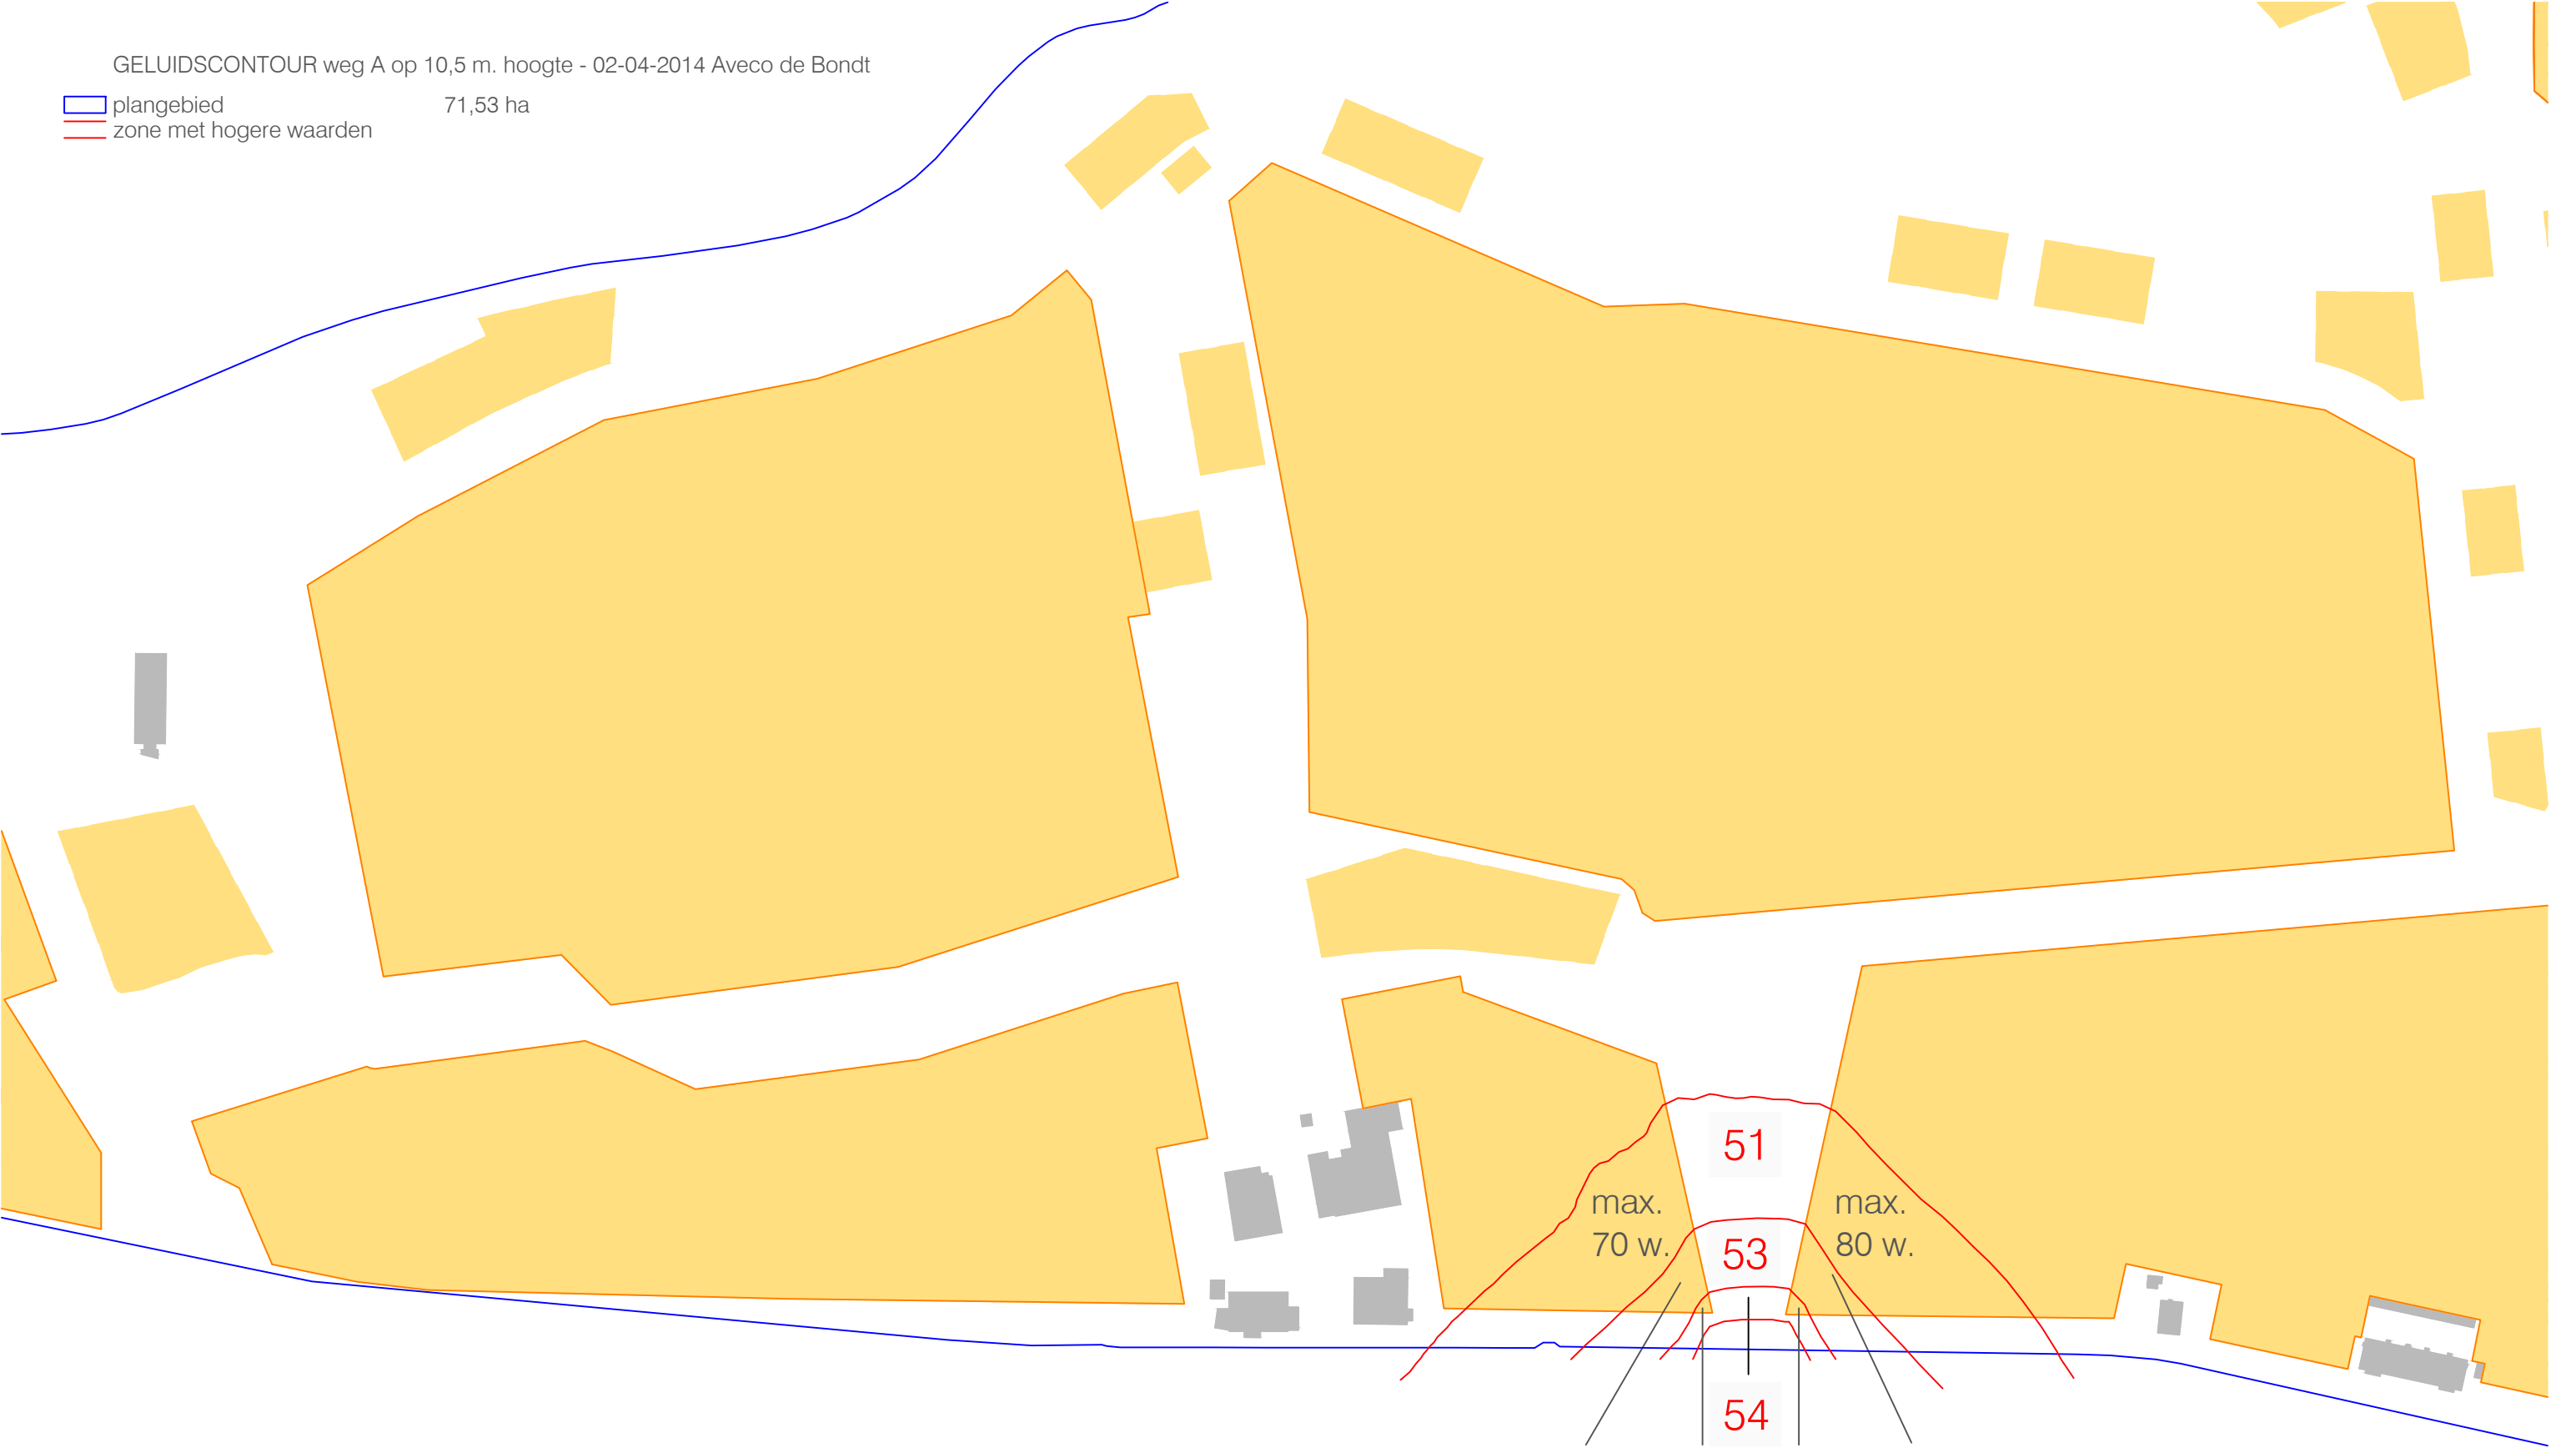 GELUIDSCONTOUR weg A op 10,5 m. hoogte - 02-04-2014 Aveco de Bondt
plangebied 71,53 ha
zone met hogere waarden
51
max.
70 w.
max.
80 w.
53
54